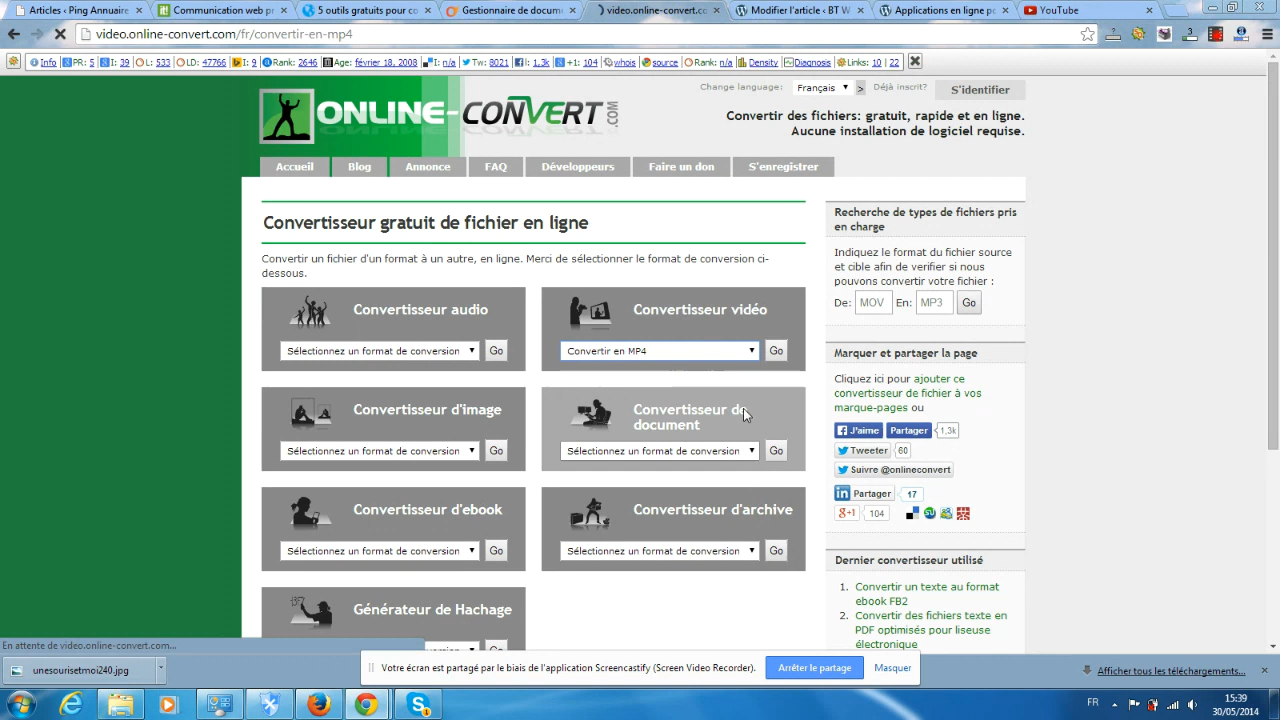 Articles ‹ Ping Annuaire
Communication web pr
5 outils gratuits pour co
Gestionnaire de docume
video.online-convert.com
Modifier l'article ‹ BT W
Applications en ligne po
YouTube
video.online-convert.com/fr/convertir-en-mp4
Info PR: 5 I: 39 L: 533 LD: 47766 I: 9 Rank: 2646 Age: février 18, 2008 I: n/a Tw: 8021 I: 1.3k +1: 104 whois source Rank: n/a Density Diagnosis Links: 10 | 22
Change language: Français > Déjà inscrit? S'identifier
ONLINE-CONVERT.COM
Convertir des fichiers: gratuit, rapide et en ligne.
Aucune installation de logiciel requise.
Accueil Blog Annonce FAQ Développeurs Faire un don S'enregistrer
Convertisseur gratuit de fichier en ligne
Convertir un fichier d'un format à un autre, en ligne. Merci de sélectionner le format de conversion ci-
dessous.
Convertisseur audio
Sélectionnez un format de conversion Go
Convertisseur vidéo
Convertir en MP4 Go
Convertisseur d'image
Sélectionnez un format de conversion Go
Convertisseur de
document
Sélectionnez un format de conversion Go
Convertisseur d'ebook
Sélectionnez un format de conversion Go
Convertisseur d'archive
Sélectionnez un format de conversion Go
Générateur de Hachage
Recherche de types de fichiers pris
en charge
Indiquez le format du fichier source
et cible afin de verifier si nous
pouvons convertir votre fichier :
De: MOV En: MP3 Go
Marquer et partager la page
Cliquez ici pour ajouter ce
convertisseur de fichier à vos
marque-pages ou
J'aime Partager 1,3k
Tweeter 60
Suivre @onlineconvert
Partager 17
g+1 104
Dernier convertisseur utilisé
1. Convertir un texte au format
ebook FB2
2. Convertir des fichiers texte en
PDF optimisés pour liseuse
électronique
En attente de video.online-convert.com...
unesourisetmoi240.jpg
Votre écran est partagé par le biais de l'application Screencastify (Screen Video Recorder). Arrêter le partage Masquer
Afficher tous les téléchargements...
FR
15:39
30/05/2014